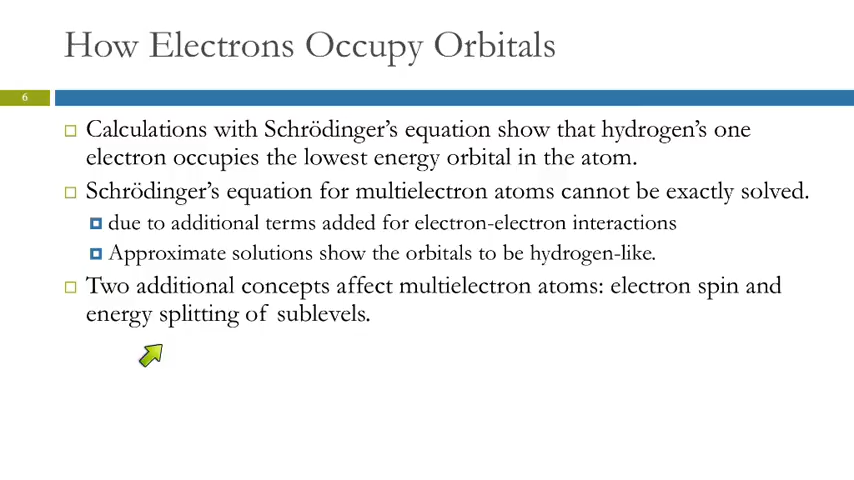 How Electrons Occupy Orbitals
6
Calculations with Schrödinger's equation show that hydrogen's one
electron occupies the lowest energy orbital in the atom.
Schrödinger's equation for multielectron atoms cannot be exactly solved.
due to additional terms added for electron-electron interactions
Approximate solutions show the orbitals to be hydrogen-like.
Two additional concepts affect multielectron atoms: electron spin and
energy splitting of sublevels.